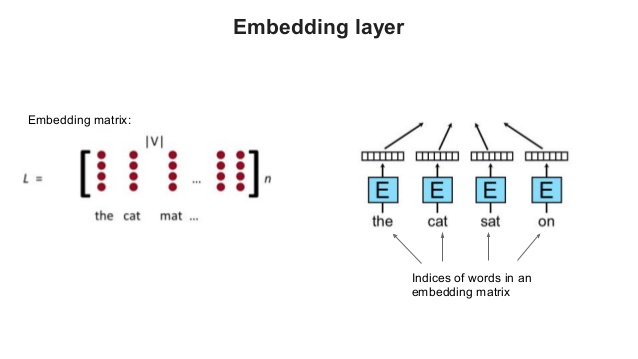 Embedding layer
Embedding matrix:
|V|
L = [ ... ] n
the cat mat ...
E E E E
the cat sat on
Indices of words in an
embedding matrix